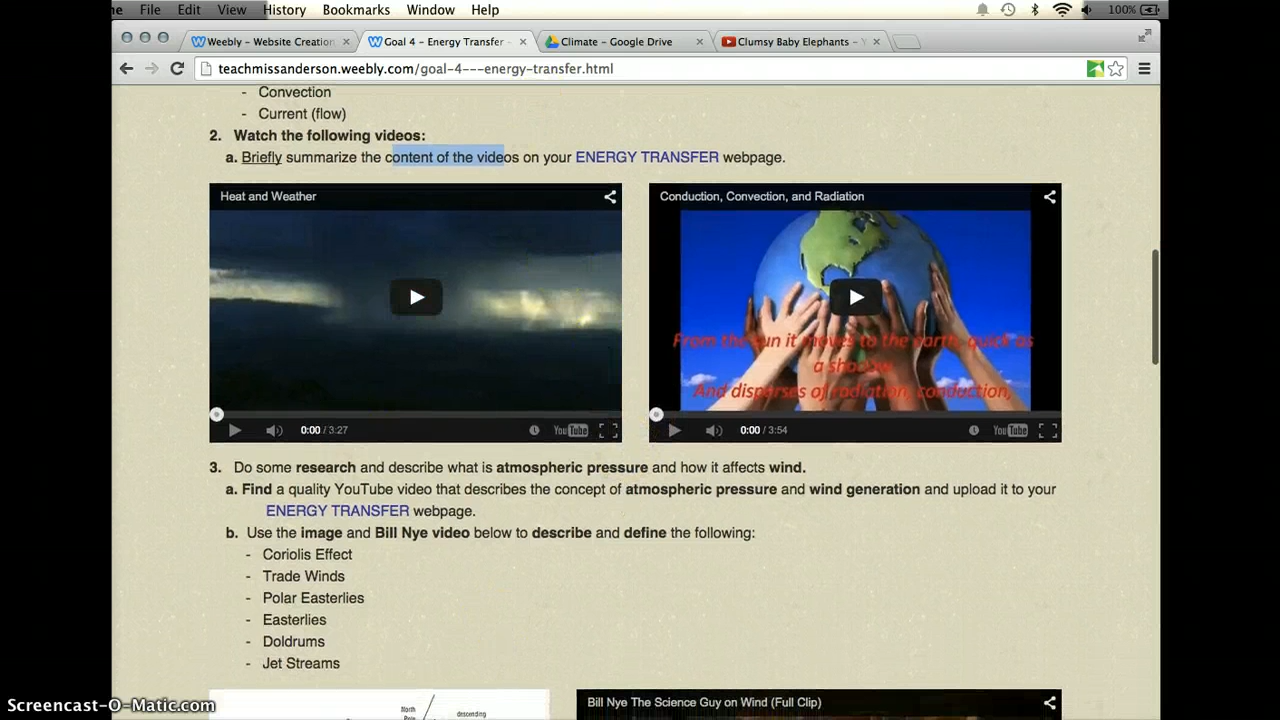 ne File Edit View History Bookmarks Window Help 100%
Weebly - Website Creation Goal 4 - Energy Transfer - Climate - Google Drive Clumsy Baby Elephants - Y
teachmissanderson.weebly.com/goal-4---energy-transfer.html
- Convection
- Current (flow)
2. Watch the following videos:
a. Briefly summarize the content of the videos on your ENERGY TRANSFER webpage.
Heat and Weather Conduction, Convection, and Radiation
From the sun it moves to the earth, quick as
a shadow.
And disperses of radiation, conduction,
0:00 / 3:27 YouTube 0:00 / 3:54 YouTube
3. Do some research and describe what is atmospheric pressure and how it affects wind.
a. Find a quality YouTube video that describes the concept of atmospheric pressure and wind generation and upload it to your
ENERGY TRANSFER webpage.
b. Use the image and Bill Nye video below to describe and define the following:
- Coriolis Effect
- Trade Winds
- Polar Easterlies
- Easterlies
- Doldrums
- Jet Streams
North
Pole descending
Bill Nye The Science Guy on Wind (Full Clip)
Screencast-O-Matic.com